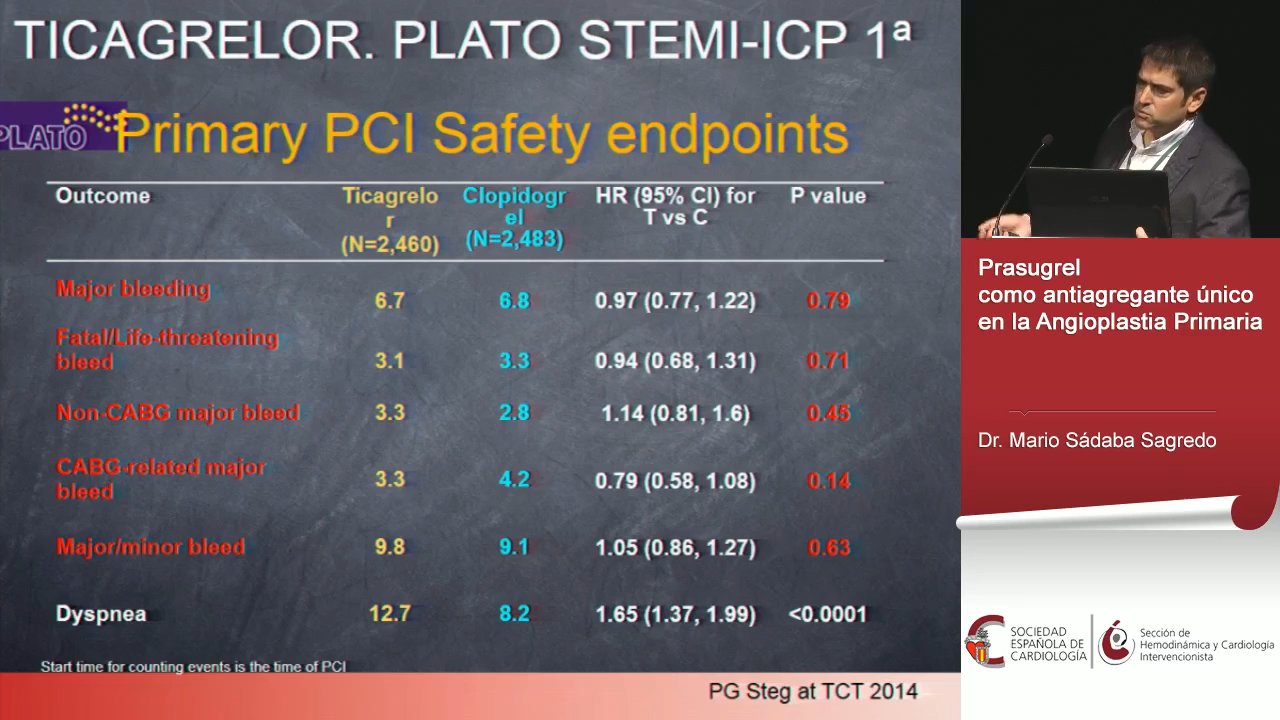 TICAGRELOR. PLATO STEMI-ICP 1ª
PLATO
Primary PCI Safety endpoints
Outcome Ticagrelo Clopidogr HR (95% CI) for P value
r el T vs C
(N=2,460) (N=2,483)
Major bleeding 6.7 6.8 0.97 (0.77, 1.22) 0.79
Fatal/Life-threatening
bleed 3.1 3.3 0.94 (0.68, 1.31) 0.71
Non-CABG major bleed 3.3 2.8 1.14 (0.81, 1.6) 0.45
CABG-related major
bleed 3.3 4.2 0.79 (0.58, 1.08) 0.14
Major/minor bleed 9.8 9.1 1.05 (0.86, 1.27) 0.63
Dyspnea 12.7 8.2 1.65 (1.37, 1.99) <0.0001
Start time for counting events is the time of PCI
PG Steg at TCT 2014
Prasugrel
como antiagregante único
en la Angioplastia Primaria
Dr. Mario Sádaba Sagredo
SOCIEDAD
ESPAÑOLA DE
CARDIOLOGÍA
Sección de
Hemodinámica y Cardiología
Intervencionista